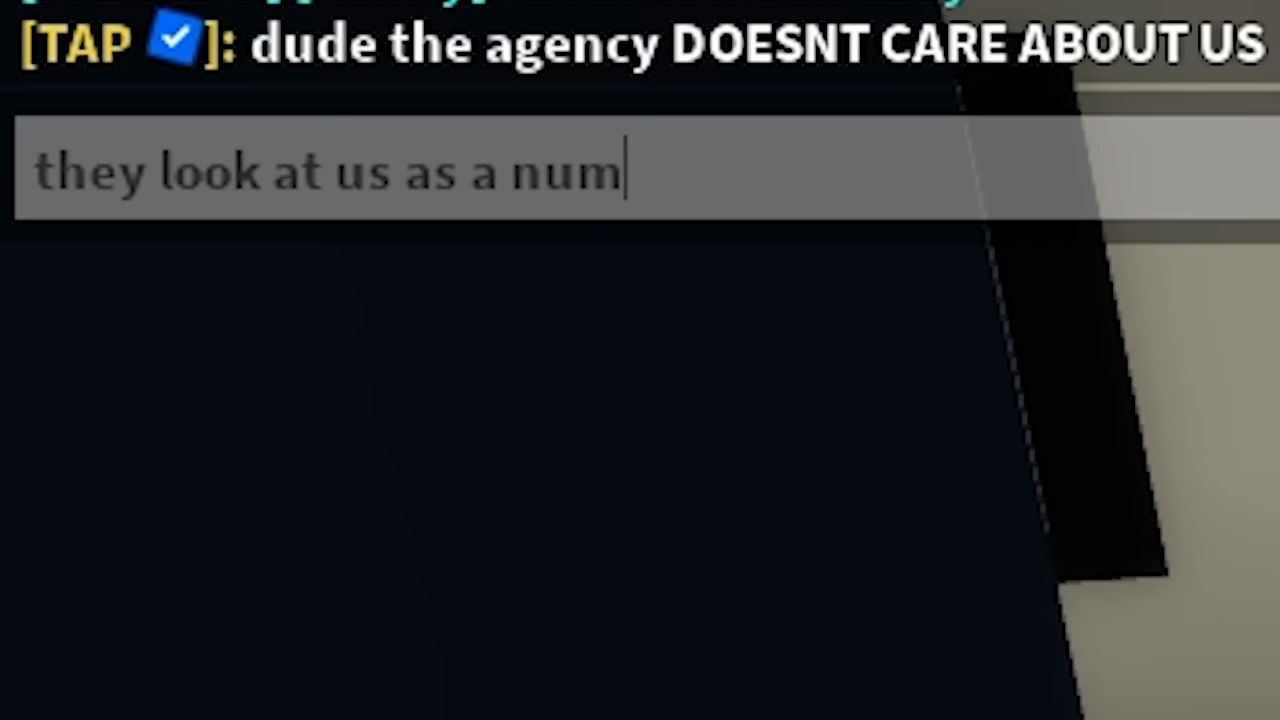 [TAP ☑]: dude the agency DOESNT CARE ABOUT US
they look at us as a num